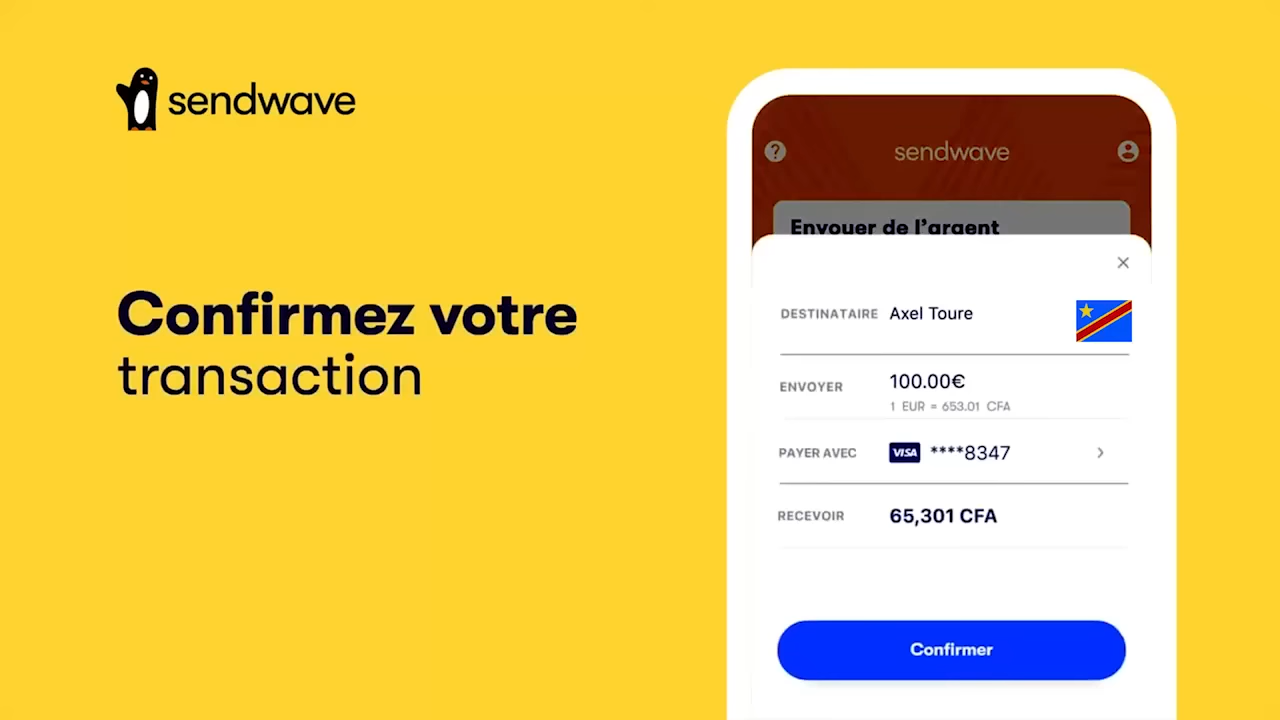 sendwave
Confirmez votre
transaction
?
sendwave
Envoyer de l'argent
DESTINATAIRE Axel Toure
ENVOYER 100.00€
1 EUR = 653.01 CFA
PAYER AVEC VISA ****8347
RECEVOIR 65,301 CFA
Confirmer